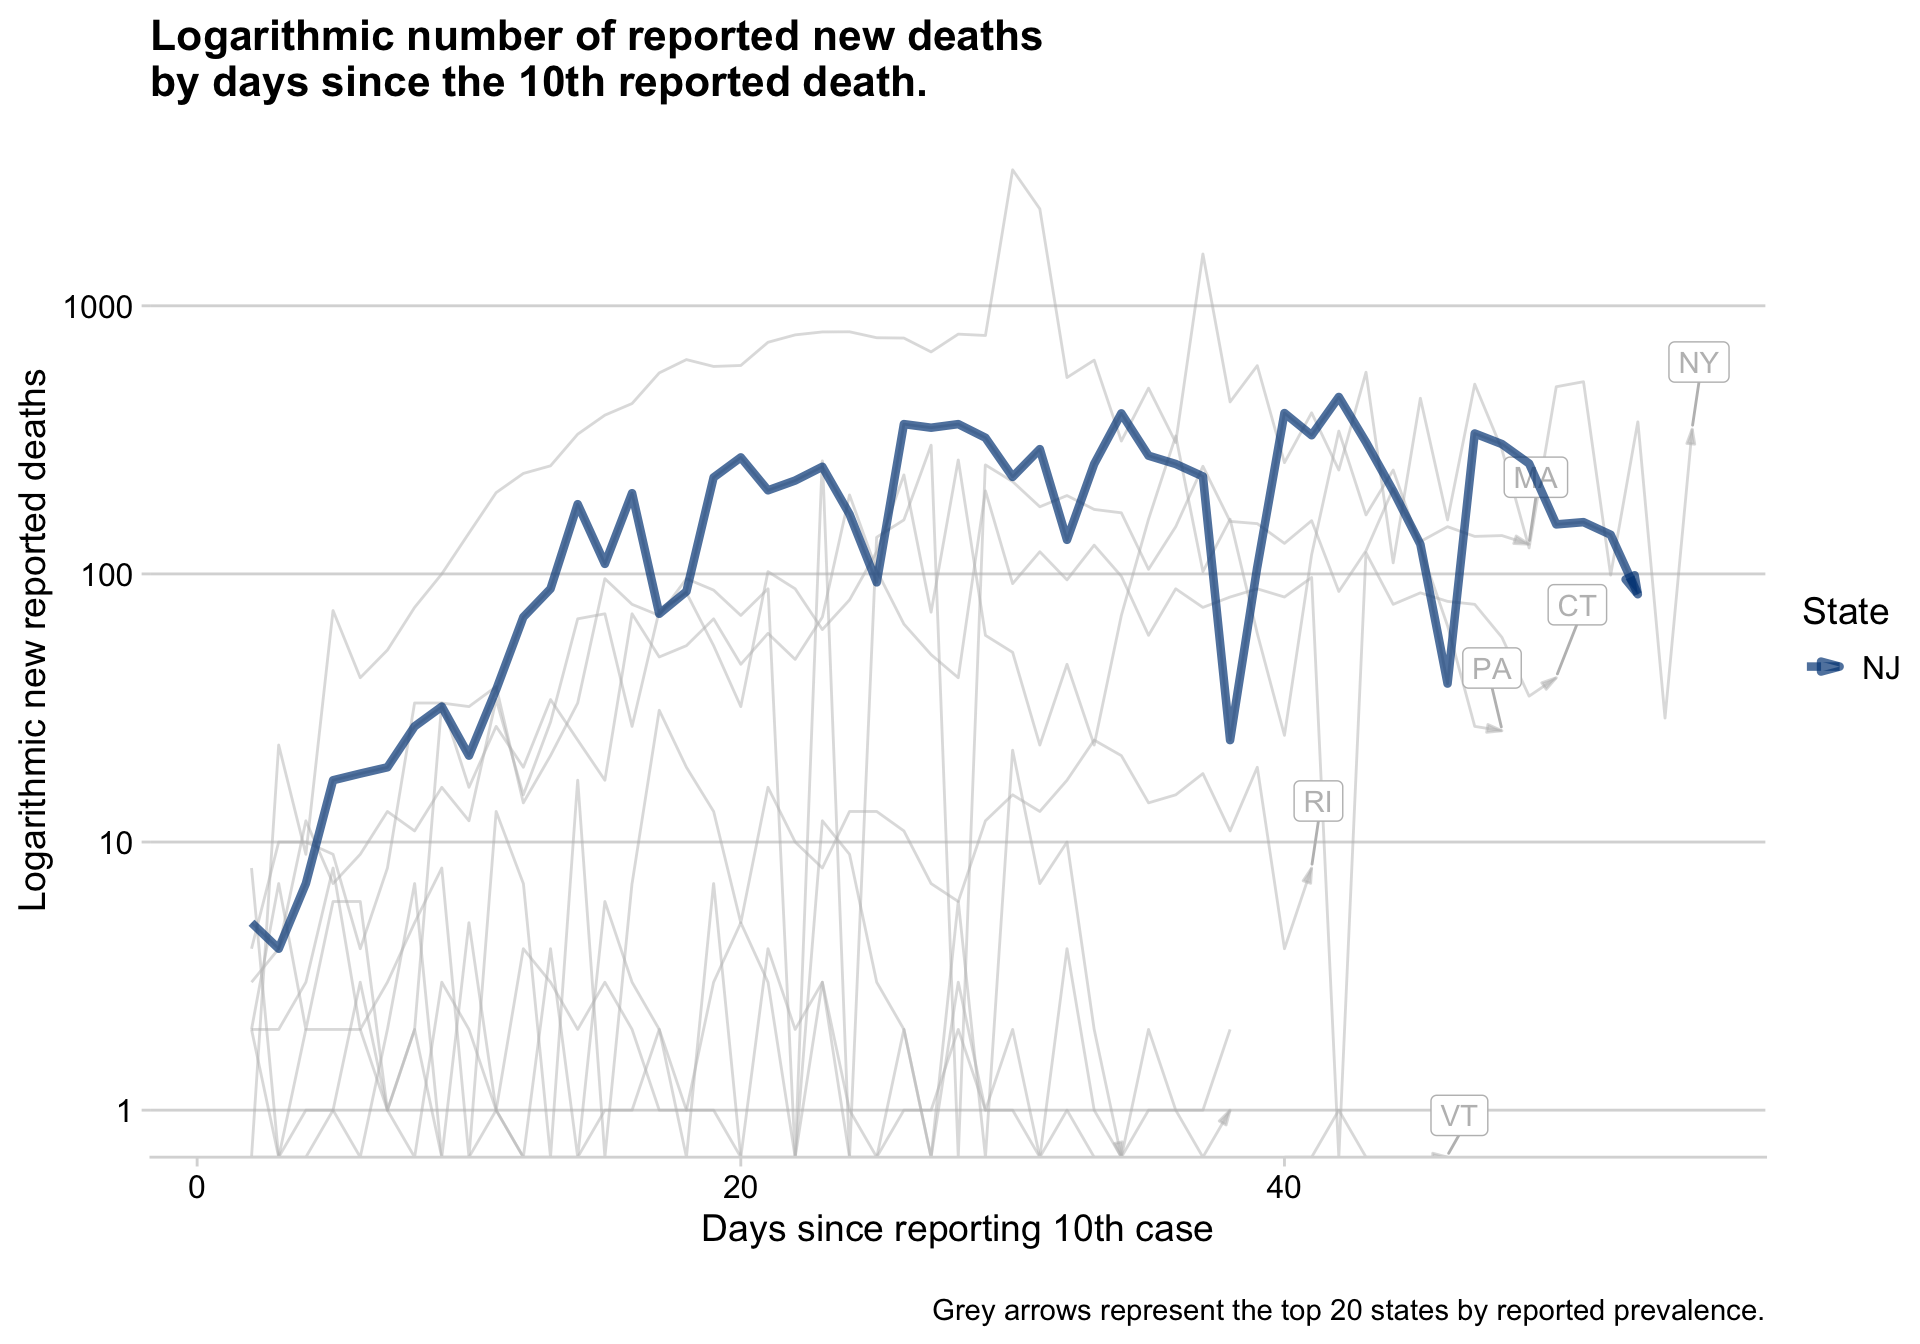 Logarithmic number of reported new deaths
by days since the 10th reported death.
Logarithmic new reported deaths
1000
100
10
1
NY
MA
CT
PA
RI
VT
State
NJ
0
20
40
Days since reporting 10th case
Grey arrows represent the top 20 states by reported prevalence.